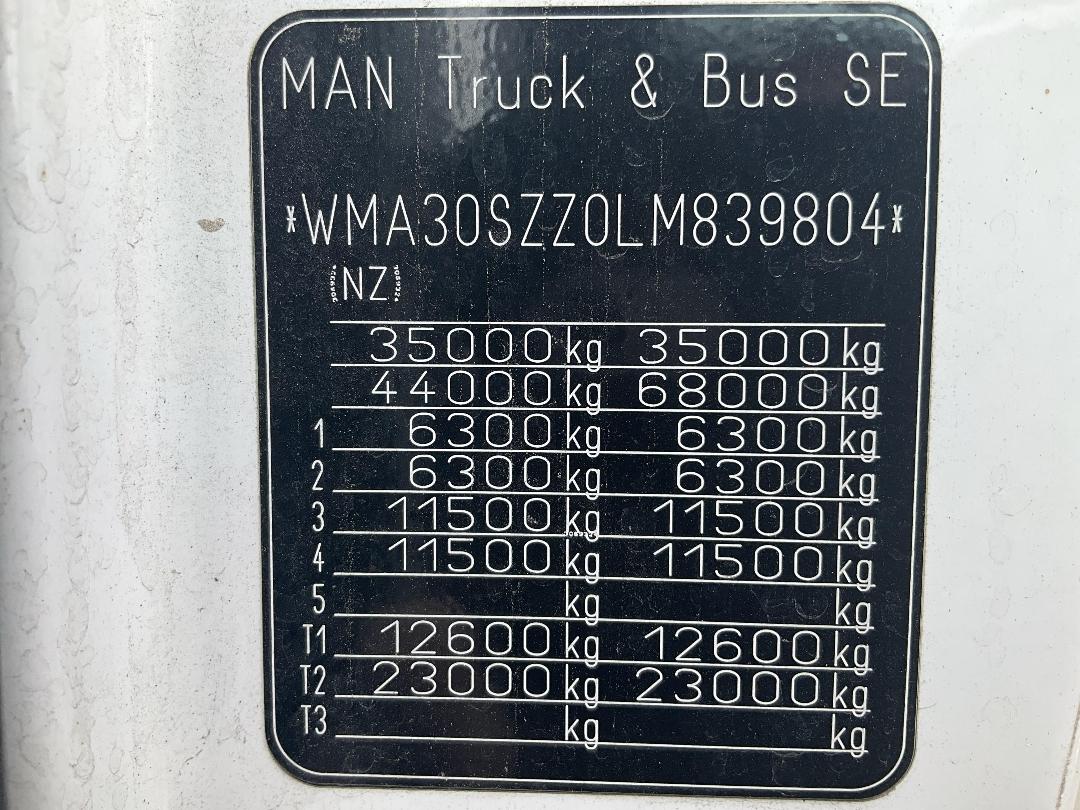 MAN Truck & Bus SE
*WMA30SZZ0LM839804*
NZ
35000 kg 35000 kg
44000 kg 68000 kg
1 6300 kg 6300 kg
2 6300 kg 6300 kg
3 11500 kg 11500 kg
4 11500 kg 11500 kg
5 kg kg
T1 12600 kg 12600 kg
T2 23000 kg 23000 kg
T3 kg kg